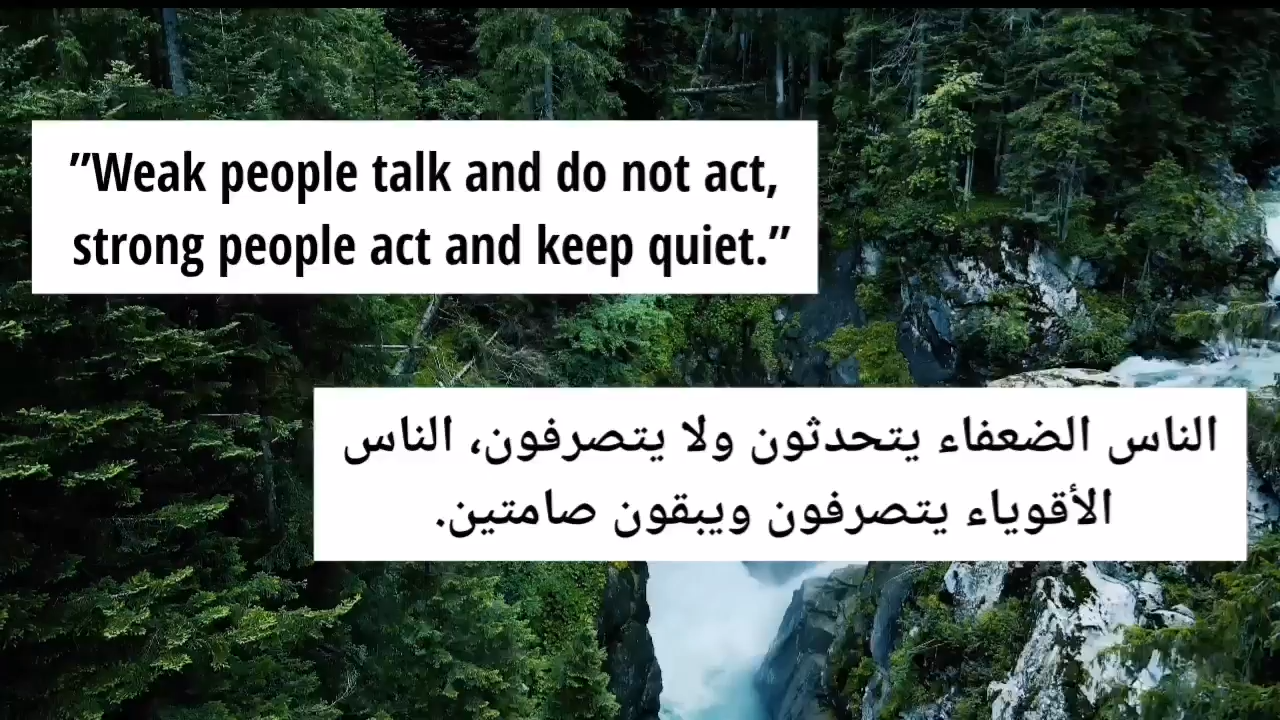 ”Weak people talk and do not act,
strong people act and keep quiet.”
الناس الضعفاء يتحدثون ولا يتصرفون، الناس
الأقوياء يتصرفون ويبقون صامتين.